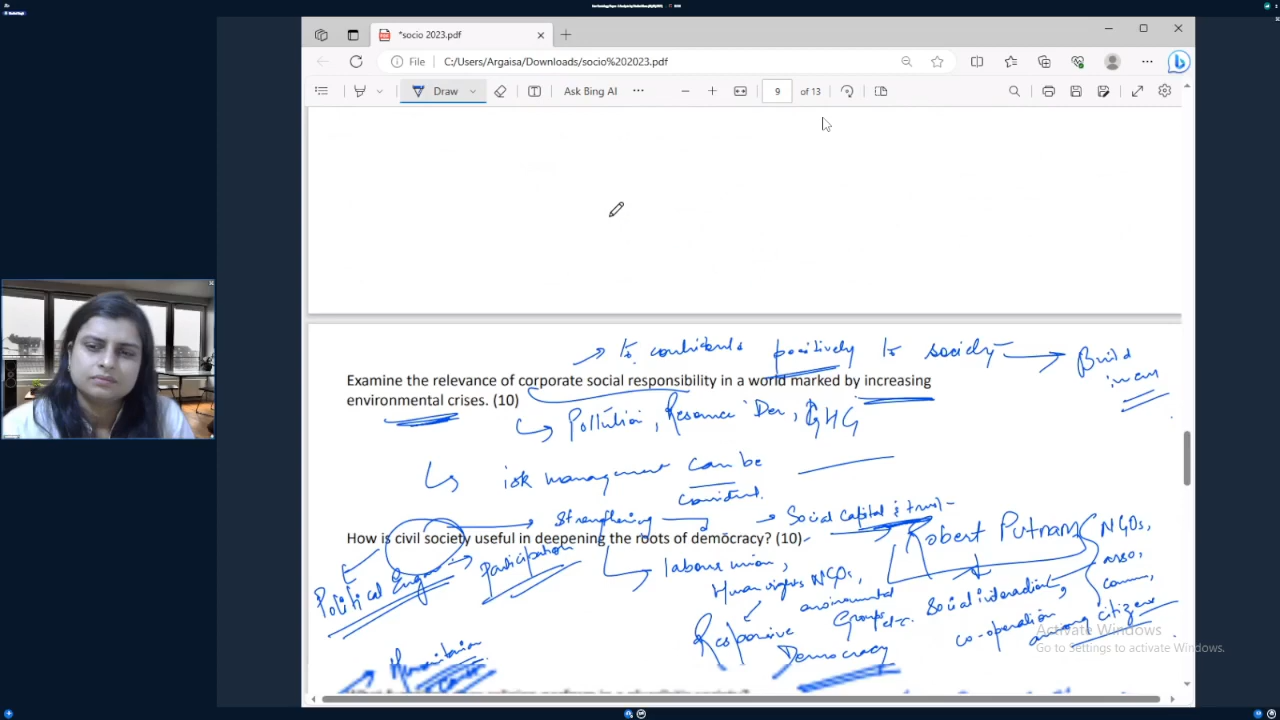 *socio 2023.pdf
File C:/Users/Argaisa/Downloads/socio%202023.pdf
Draw Ask Bing AI 9 of 13
to contribute positively to society Build
Examine the relevance of corporate social responsibility in a world marked by increasing
environmental crises. (10)
Pollution, Resource Dev, GHG
risk management can be
Strengthening Social capital & trust
How is civil society useful in deepening the roots of democracy? (10)
Robert Putnam NGOs,
Political Participation labour union,
Human rights NGOs, comm,
environmental
Groups etc. Social interaction,
Responsive co-operation
Democracy among citizens
Activate Windows
Go to Settings to activate Windows.
Humanitarian